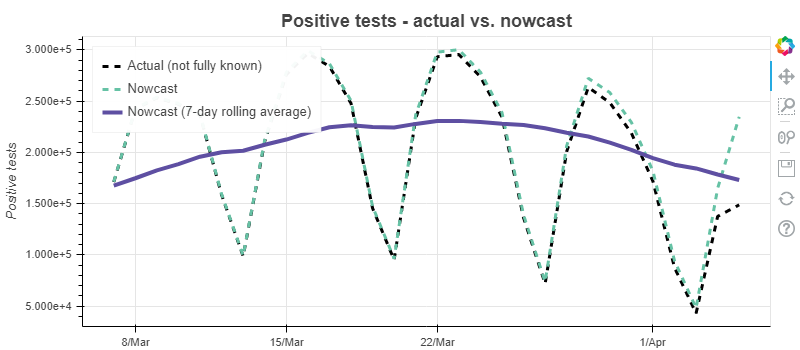 Positive tests - actual vs. nowcast
3.000e+5
2.500e+5
2.000e+5
1.500e+5
1.000e+5
5.000e+4
Positive tests
Actual (not fully known)
Nowcast
Nowcast (7-day rolling average)
8/Mar
15/Mar
22/Mar
1/Apr